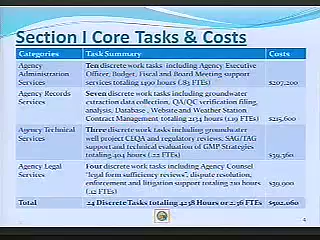 Section I Core Tasks & Costs
Categories Task Summary Costs
Agency Administration Services
Ten discrete work tasks including Agency Executive
Officer, Budget, Fiscal and Board Meeting support
services totaling 1490 hours (.83 FTEs) $207,200
Agency Records Services
Seven discrete work tasks including groundwater
extraction data collection, QA/QC verification filing,
analysis, Database, Website and Weather Station
Contract Management totaling 2134 hours (1.19 FTEs) $215,600
Agency Technical Services
Three discrete work tasks including groundwater
well project CEQA and regulatory reviews, SAG/TAG
support and technical evaluation of GMP Strategies
totaling 404 hours (.22 FTEs) $39,360
Agency Legal Services
Four discrete work tasks including Agency Counsel
"legal form sufficiency reviews", dispute resolution,
enforcement and litigation support totaling 210 hours
(.12 FTEs) $39,900
Total 24 Discrete Tasks totaling 4238 Hours or 2.36 FTEs $502,060
4